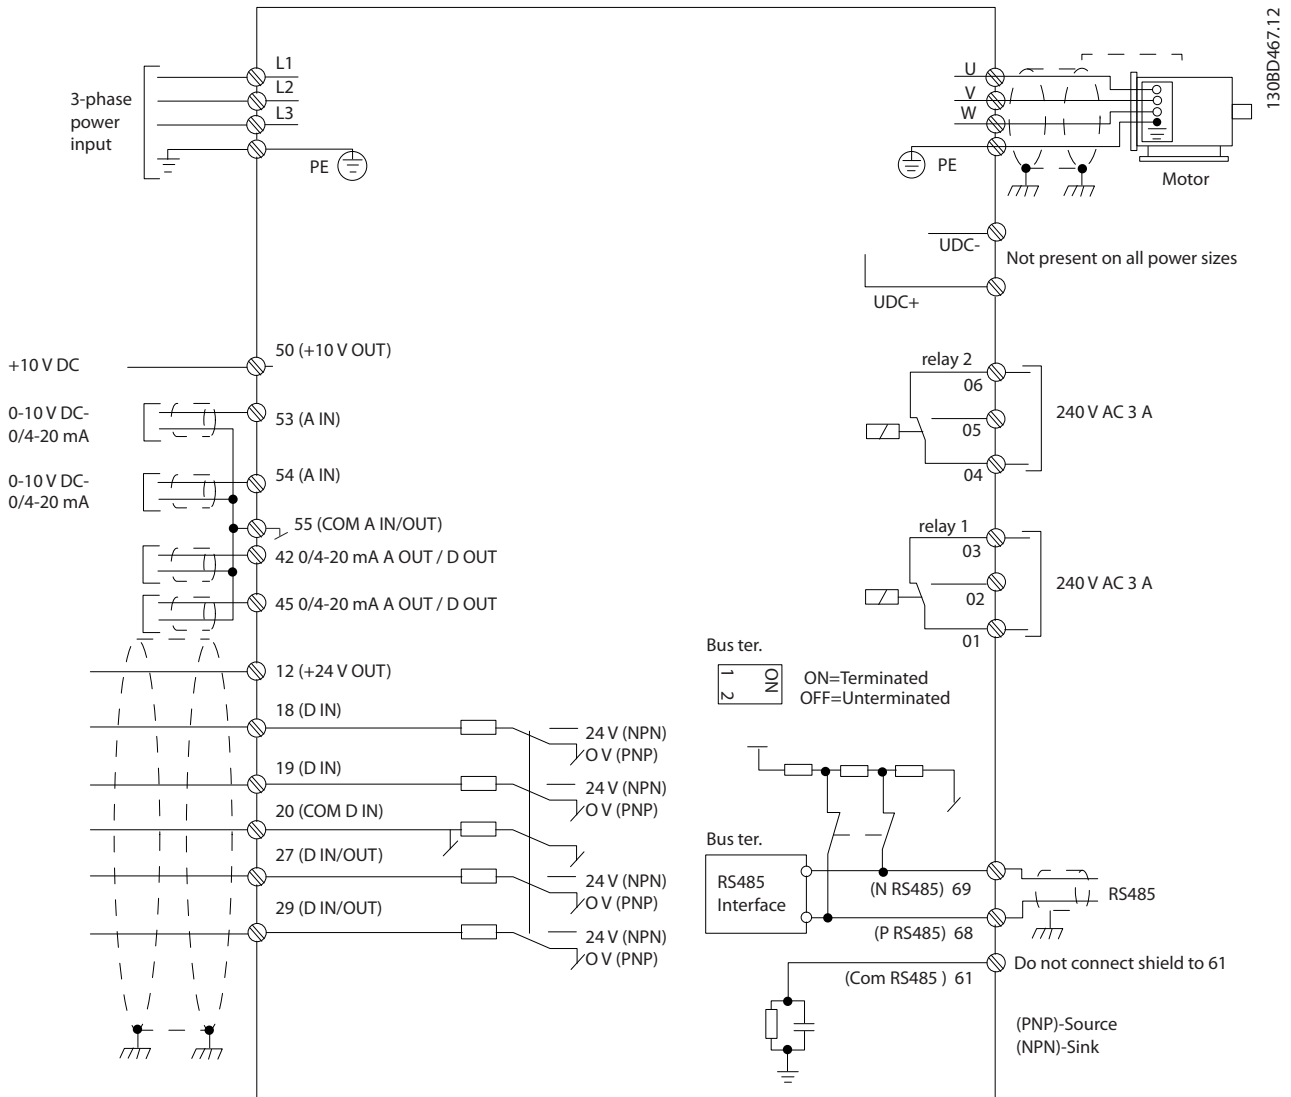 130BD467.12
3-phase
power
input
L1
L2
L3
PE
U
V
W
PE
Motor
UDC-
Not present on all power sizes
UDC+
+10 V DC
50 (+10 V OUT)
0-10 V DC-
0/4-20 mA
53 (A IN)
0-10 V DC-
0/4-20 mA
54 (A IN)
55 (COM A IN/OUT)
42 0/4-20 mA A OUT / D OUT
45 0/4-20 mA A OUT / D OUT
12 (+24 V OUT)
18 (D IN)
24 V (NPN)
O V (PNP)
19 (D IN)
24 V (NPN)
O V (PNP)
20 (COM D IN)
27 (D IN/OUT)
24 V (NPN)
O V (PNP)
29 (D IN/OUT)
24 V (NPN)
O V (PNP)
relay 2
06
05
04
240 V AC 3 A
relay 1
03
02
01
240 V AC 3 A
Bus ter.
1
2
ON
ON=Terminated
OFF=Unterminated
Bus ter.
RS485
Interface
(N RS485) 69
(P RS485) 68
RS485
(Com RS485 ) 61
Do not connect shield to 61
(PNP)-Source
(NPN)-Sink